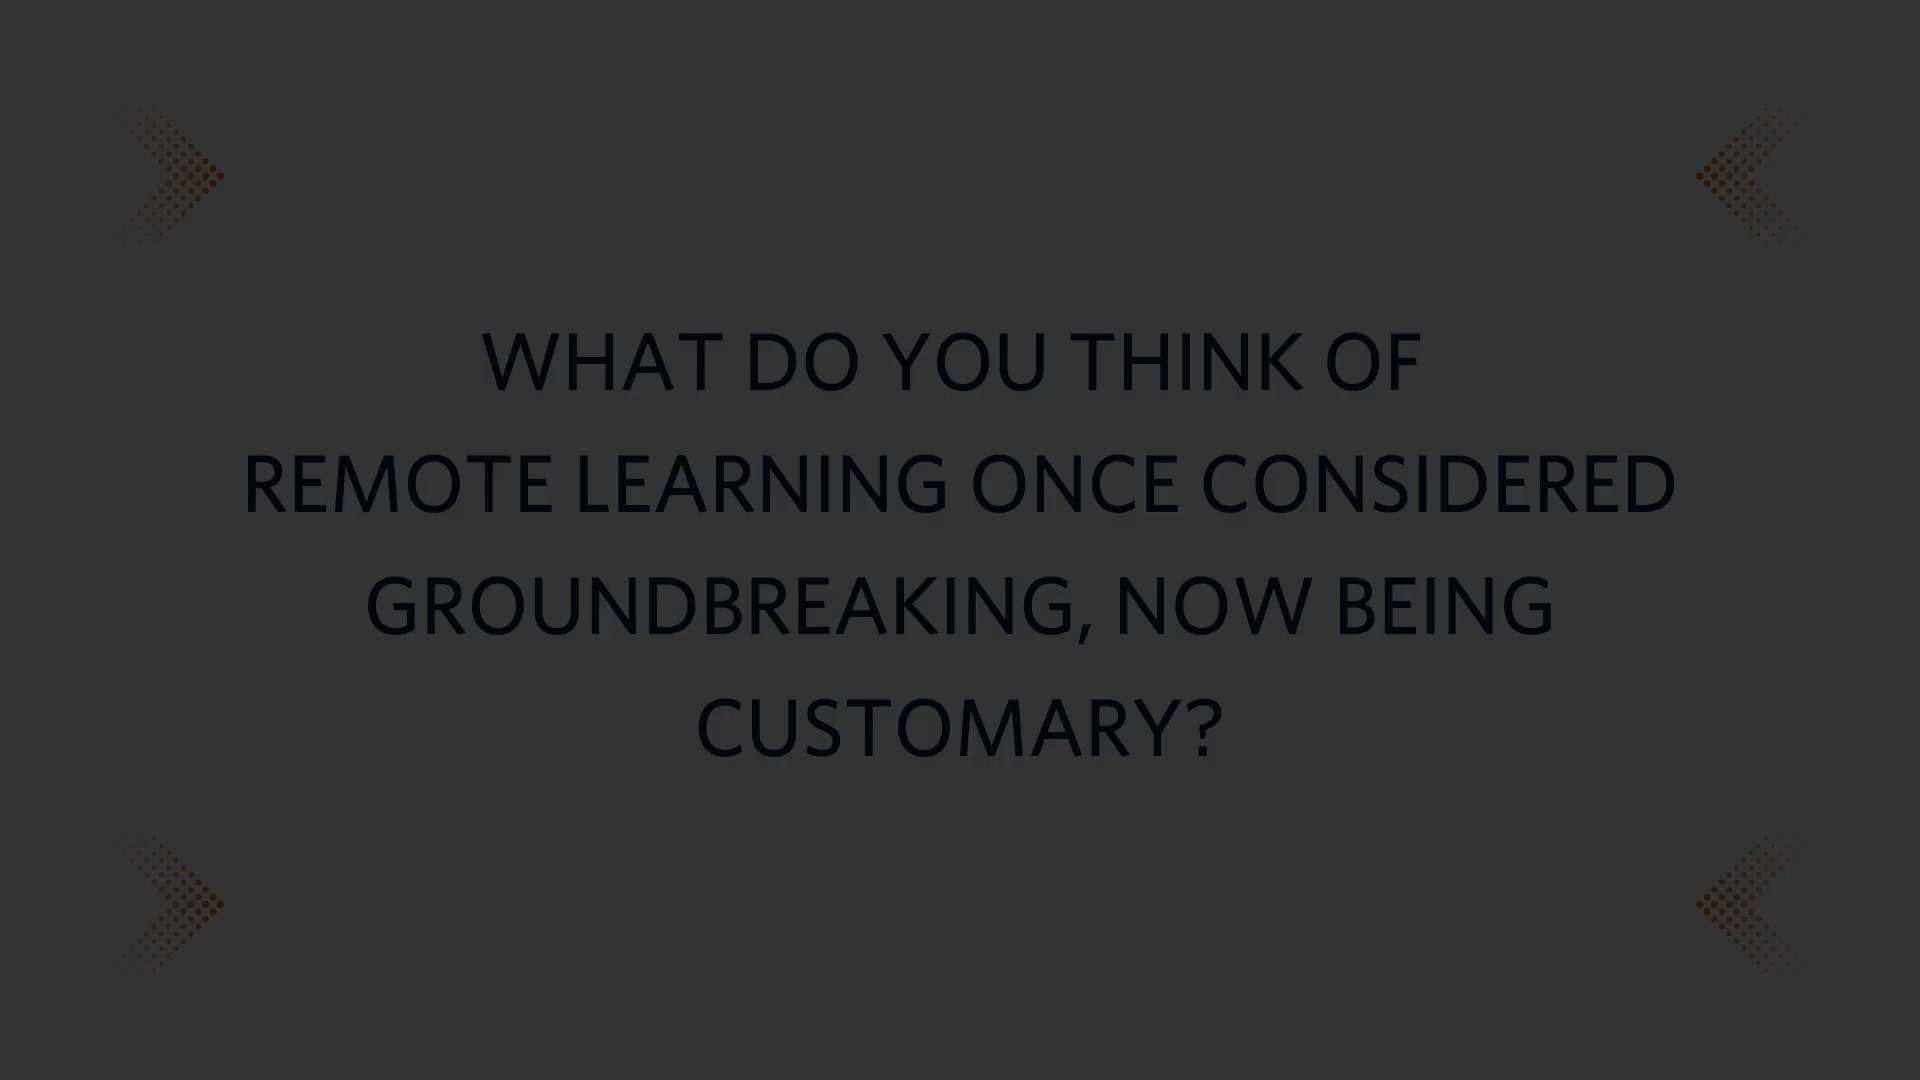 WHAT DO YOU THINK OF
REMOTE LEARNING ONCE CONSIDERED
GROUNDBREAKING, NOW BEING
CUSTOMARY?